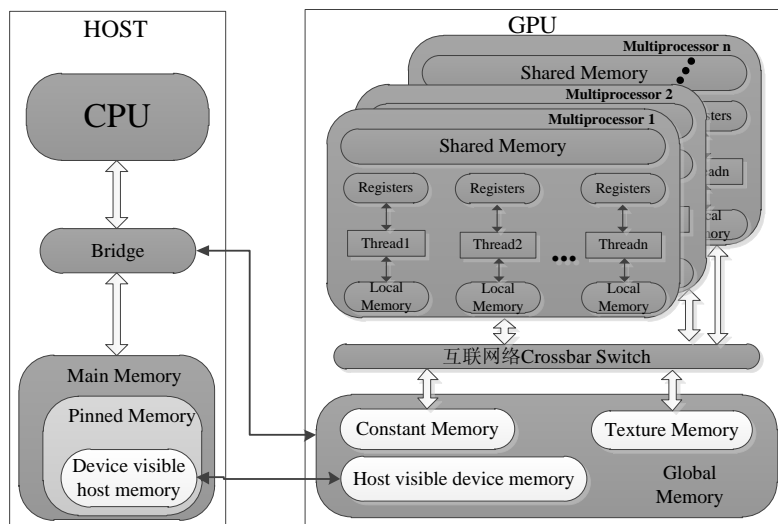 HOST
CPU
Bridge
Main Memory
Pinned Memory
Device visible
host memory
GPU
Multiprocessor n
Shared Memory
Multiprocessor 2
Multiprocessor 1
Shared Memory
Registers
Registers
Registers
Thread1
Thread2
Threadn
Local
Memory
Local
Memory
Local
Memory
互联网络Crossbar Switch
Constant Memory
Texture Memory
Host visible device memory
Global
Memory